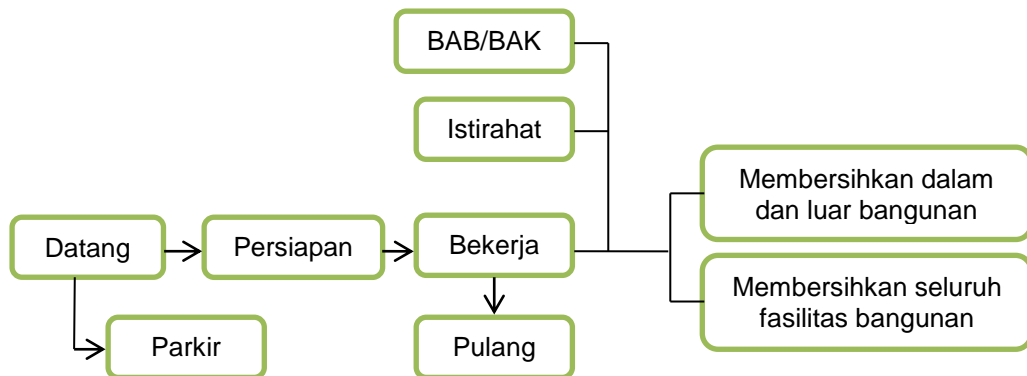 BAB/BAK
Istirahat
Membersihkan dalam
dan luar bangunan
Datang
Persiapan
Bekerja
Membersihkan seluruh
fasilitas bangunan
Parkir
Pulang